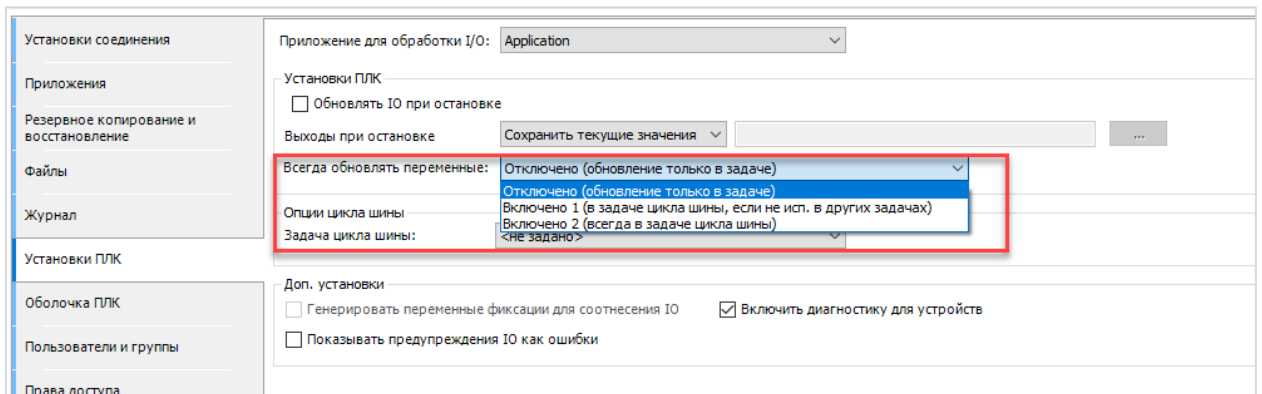 Установки соединения
Приложения
Резервное копирование и
восстановление
Файлы
Журнал
Установки ПЛК
Оболочка ПЛК
Пользователи и группы
Права доступа
Приложение для обработки I/O: Application
Установки ПЛК
Обновлять IO при остановке
Выходы при остановке Сохранить текущие значения ...
Всегда обновлять переменные: Отключено (обновление только в задаче)
Отключено (обновление только в задаче)
Включено 1 (в задаче цикла шины, если не исп. в других задачах)
Включено 2 (всегда в задаче цикла шины)
Опции цикла шины
Задача цикла шины: <не задано>
Доп. установки
Генерировать переменные фиксации для соотнесения IO Включить диагностику для устройств
Показывать предупреждения IO как ошибки